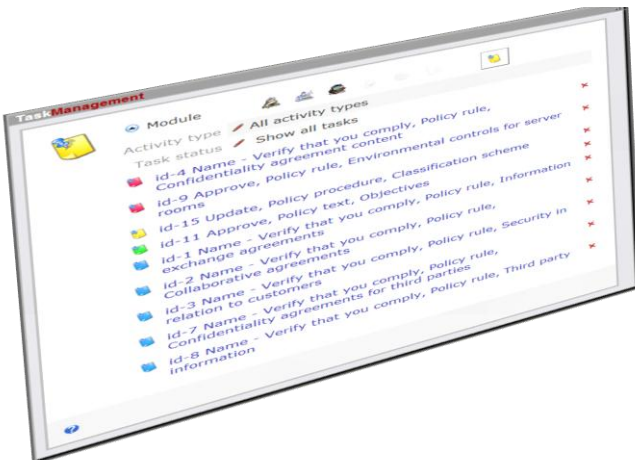 TaskManagement
Module
Activity type All activity types
Task status Show all tasks
id-4 Name - Verify that you comply, Policy rule,
Confidentiality agreement content
id-9 Approve, Policy rule, Environmental controls for server
rooms
id-15 Update, Policy procedure, Classification scheme
id-11 Approve, Policy text, Objectives
id-1 Name - Verify that you comply, Policy rule, Information
exchange agreements
id-2 Name - Verify that you comply, Policy rule,
Collaborative agreements
id-3 Name - Verify that you comply, Policy rule, Security in
relation to customers
id-7 Name - Verify that you comply, Policy rule,
Confidentiality agreements for third parties
id-8 Name - Verify that you comply, Policy rule, Third party
information